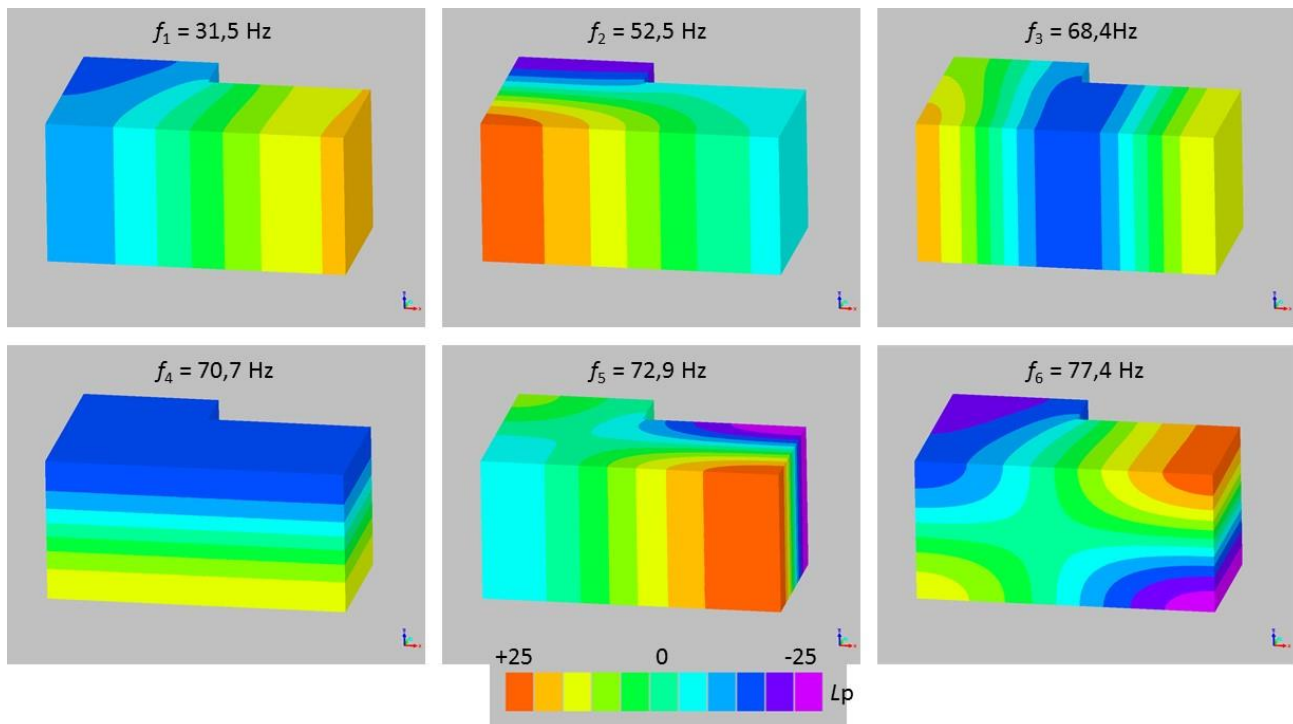 f1 = 31,5 Hz
f2 = 52,5 Hz
f3 = 68,4Hz
f4 = 70,7 Hz
f5 = 72,9 Hz
f6 = 77,4 Hz
+25 0 -25
Lp